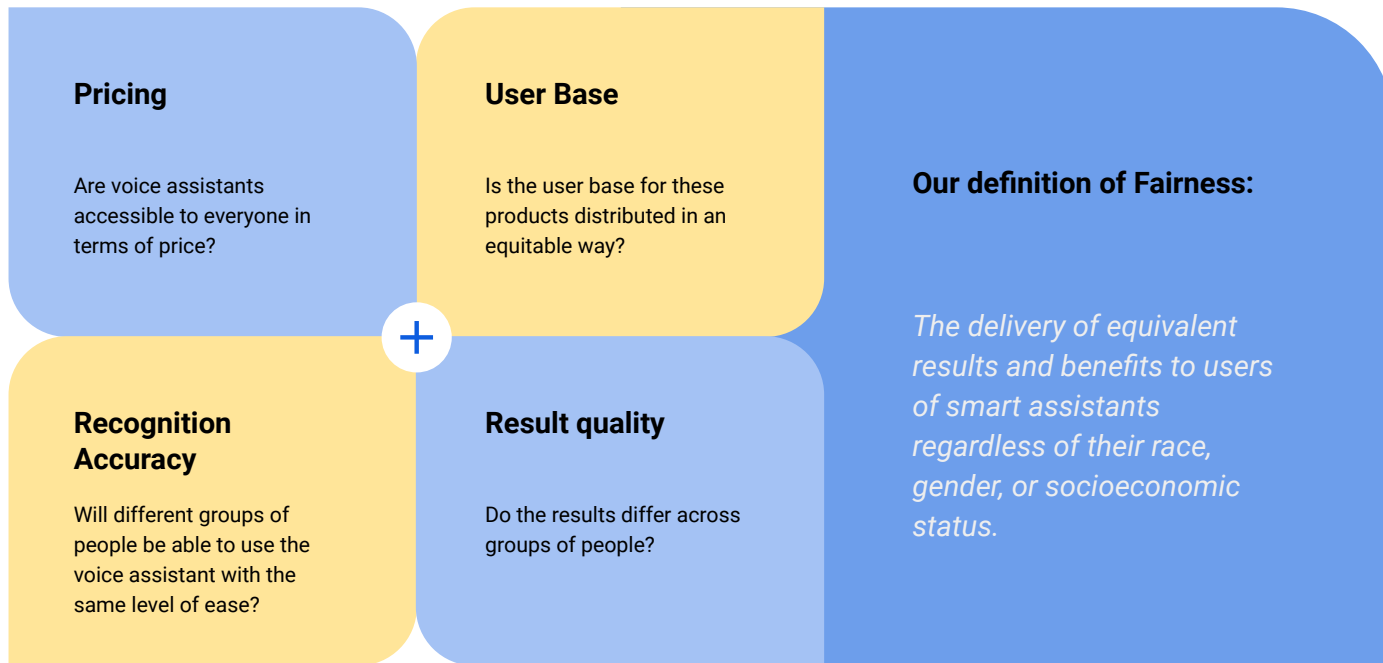 Pricing
Are voice assistants
accessible to everyone in
terms of price?
User Base
Is the user base for these
products distributed in an
equitable way?
Recognition
Accuracy
Will different groups of
people be able to use the
voice assistant with the
same level of ease?
Result quality
Do the results differ across
groups of people?
Our definition of Fairness:
The delivery of equivalent
results and benefits to users
of smart assistants
regardless of their race,
gender, or socioeconomic
status.